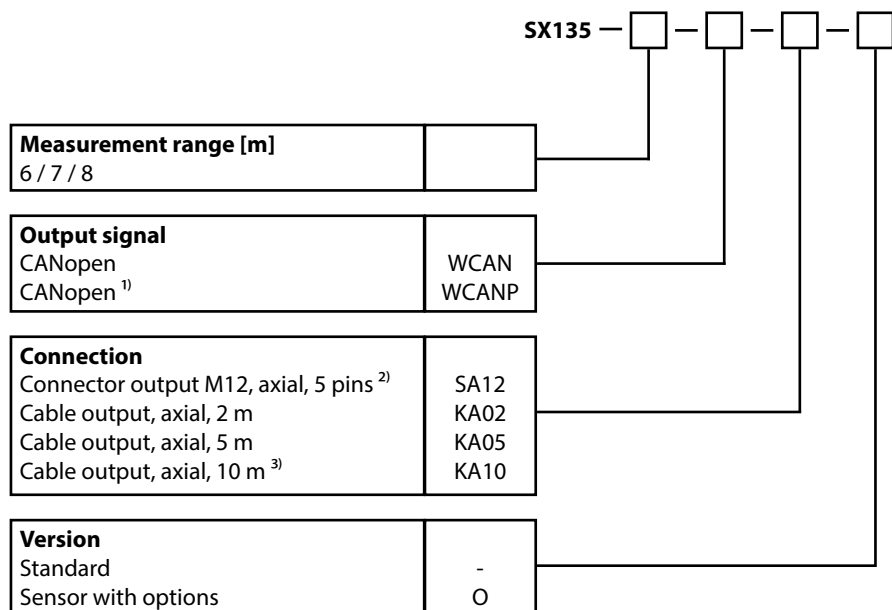 SX135 — — — —
Measurement range [m]
6 / 7 / 8
Output signal
CANopen WCAN
CANopen ¹⁾ WCANP
Connection
Connector output M12, axial, 5 pins ²⁾ SA12
Cable output, axial, 2 m KA02
Cable output, axial, 5 m KA05
Cable output, axial, 10 m ³⁾ KA10
Version
Standard -
Sensor with options O